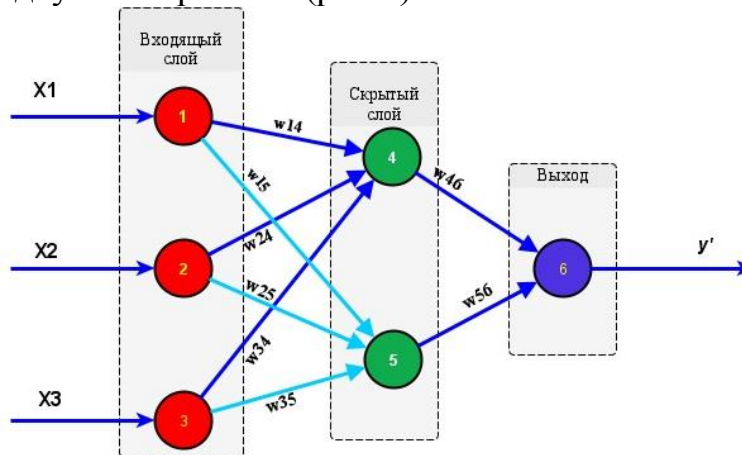 Входящый
слой
X1
1
w14
w15
Скрытый
слой
4
w46
Выход
X2
2
w24
w25
6
y'
w56
w34
5
X3
3
w35